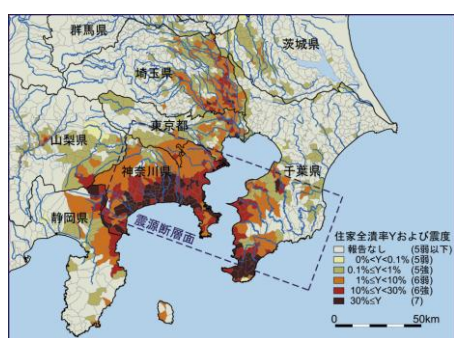 群馬県
茨城県
埼玉県
東京都
山梨県
神奈川県
千葉県
静岡県
震源断層面
住家全潰率Yおよび震度
報告なし (5弱以下)
0%<Y<0.1% (5弱)
0.1%≤Y<1% (5強)
1%≤Y<10% (6弱)
10%≤Y<30% (6強)
30%≤Y (7)
0 50km